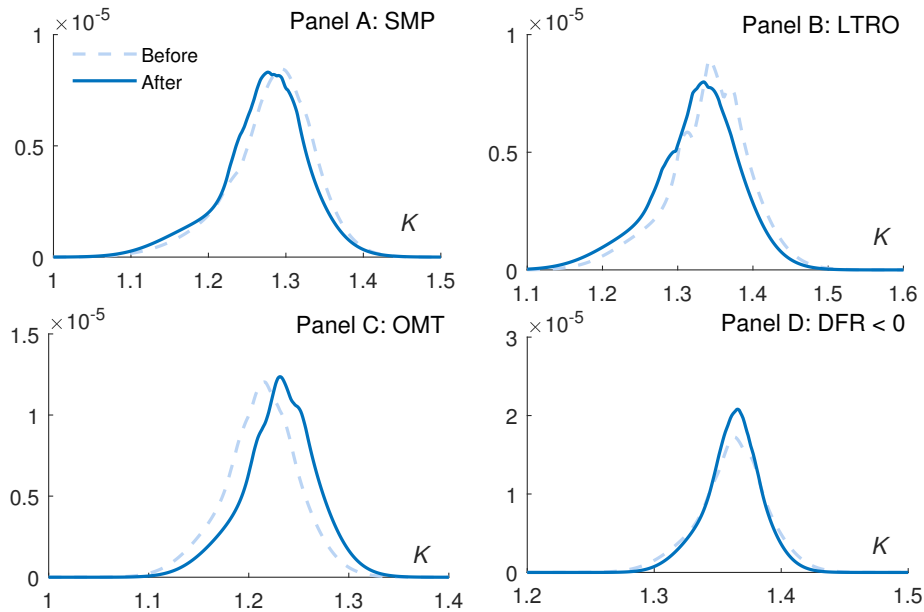 ×10⁻⁵
Panel A: SMP
1
Before
After
0.5
K
0
1 1.1 1.2 1.3 1.4 1.5
×10⁻⁵
Panel B: LTRO
1
0.5
K
0
1.1 1.2 1.3 1.4 1.5 1.6
×10⁻⁵
Panel C: OMT
1.5
1
0.5
K
0
1 1.1 1.2 1.3 1.4
×10⁻⁵
Panel D: DFR < 0
3
2
1
K
0
1.2 1.3 1.4 1.5